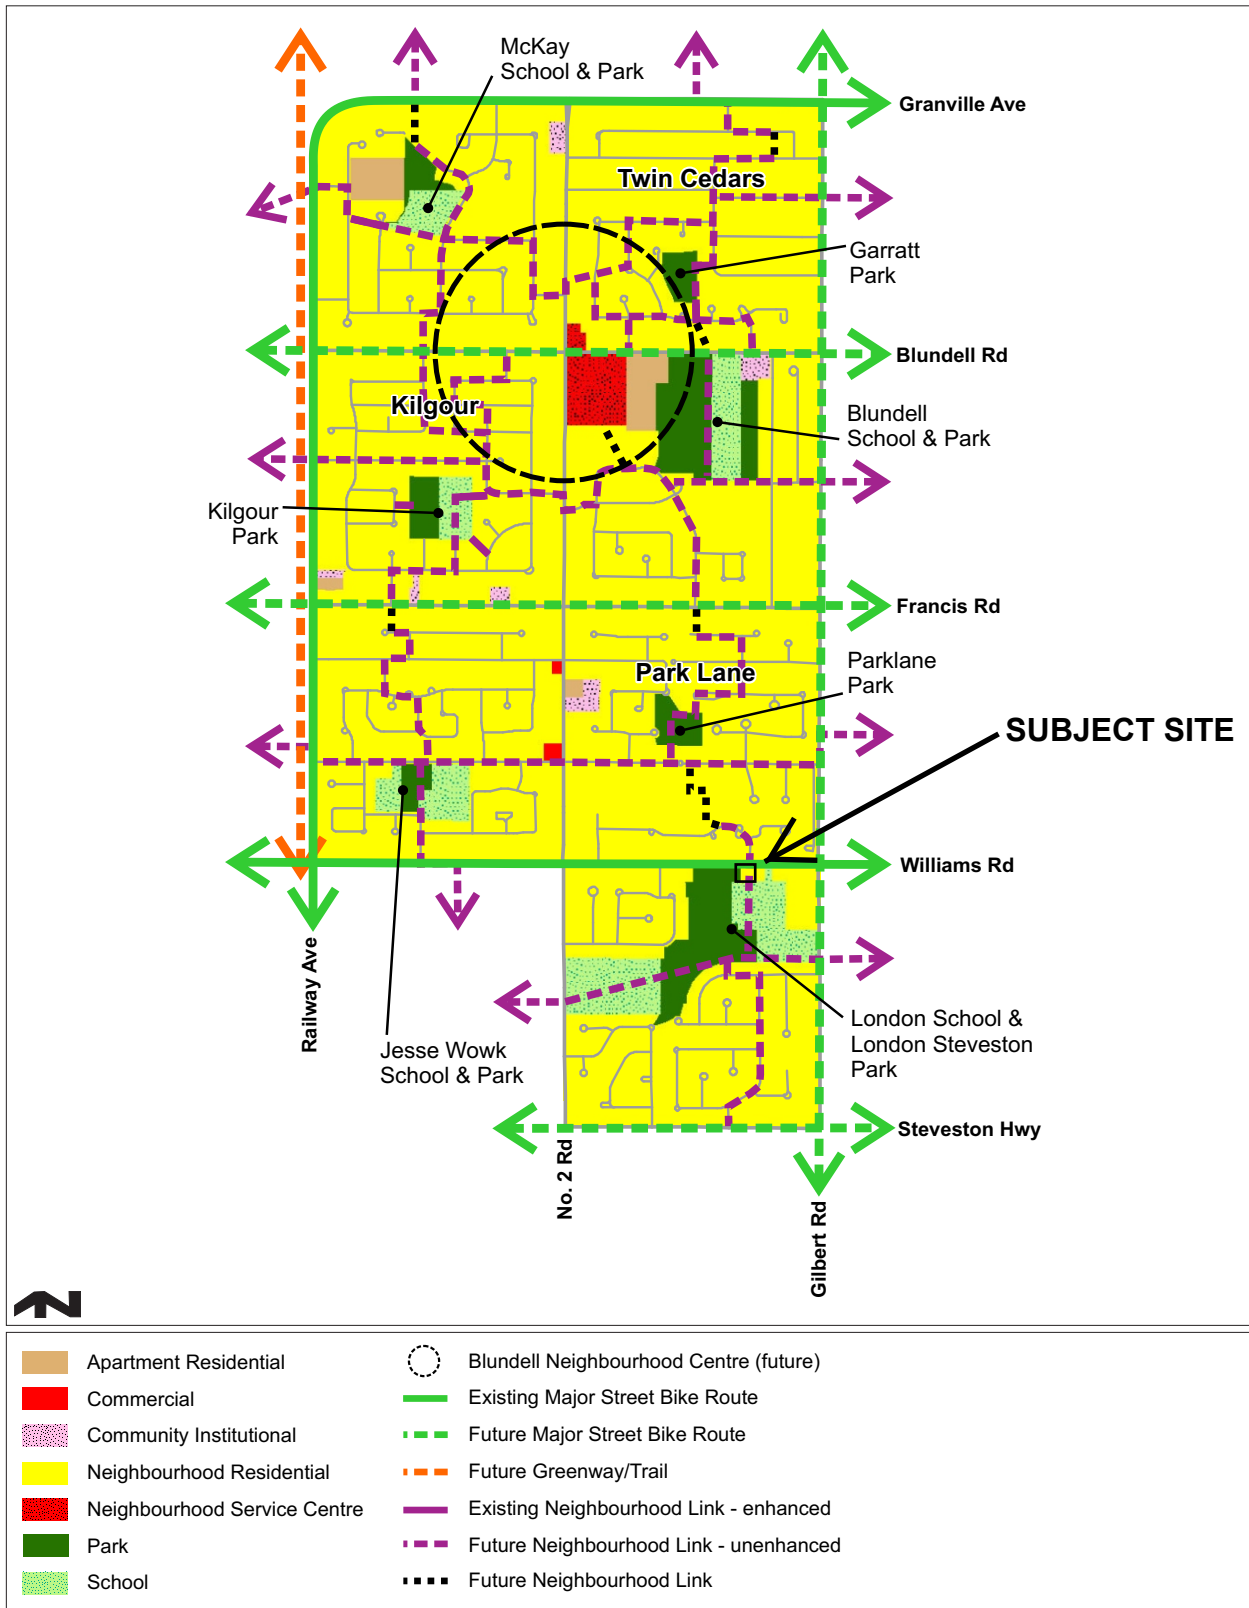 McKay
School & Park
Granville Ave
Twin Cedars
Garratt
Park
Blundell Rd
Kilgour
Blundell
School & Park
Kilgour
Park
Francis Rd
Park Lane
Parklane
Park
SUBJECT SITE
Williams Rd
Railway Ave
Jesse Wowk
School & Park
London School &
London Steveston
Park
Steveston Hwy
No. 2 Rd
Gilbert Rd
N
Apartment Residential
Commercial
Community Institutional
Neighbourhood Residential
Neighbourhood Service Centre
Park
School
Blundell Neighbourhood Centre (future)
Existing Major Street Bike Route
Future Major Street Bike Route
Future Greenway/Trail
Existing Neighbourhood Link - enhanced
Future Neighbourhood Link - unenhanced
Future Neighbourhood Link